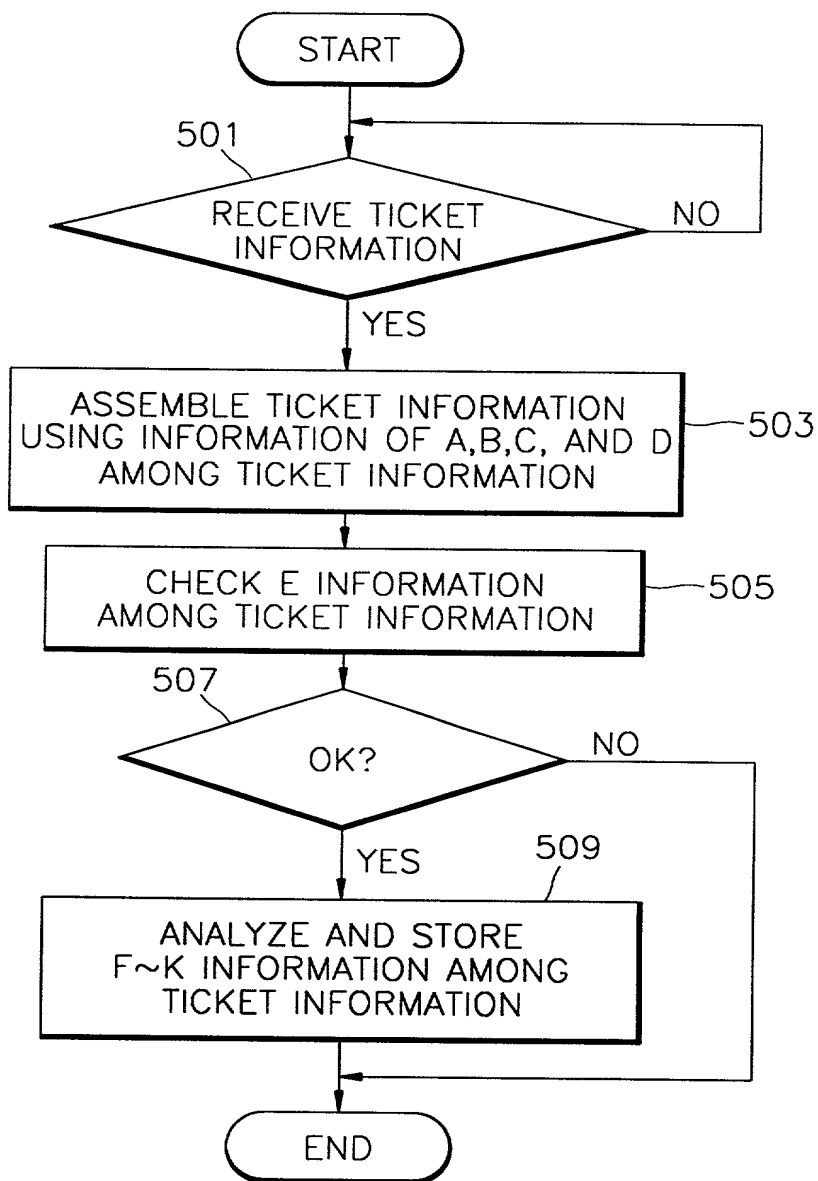 START
501
RECEIVE TICKET
INFORMATION
NO
YES
ASSEMBLE TICKET INFORMATION
USING INFORMATION OF A,B,C, AND D
AMONG TICKET INFORMATION
503
CHECK E INFORMATION
AMONG TICKET INFORMATION
505
507
OK?
NO
YES
509
ANALYZE AND STORE
F~K INFORMATION AMONG
TICKET INFORMATION
END